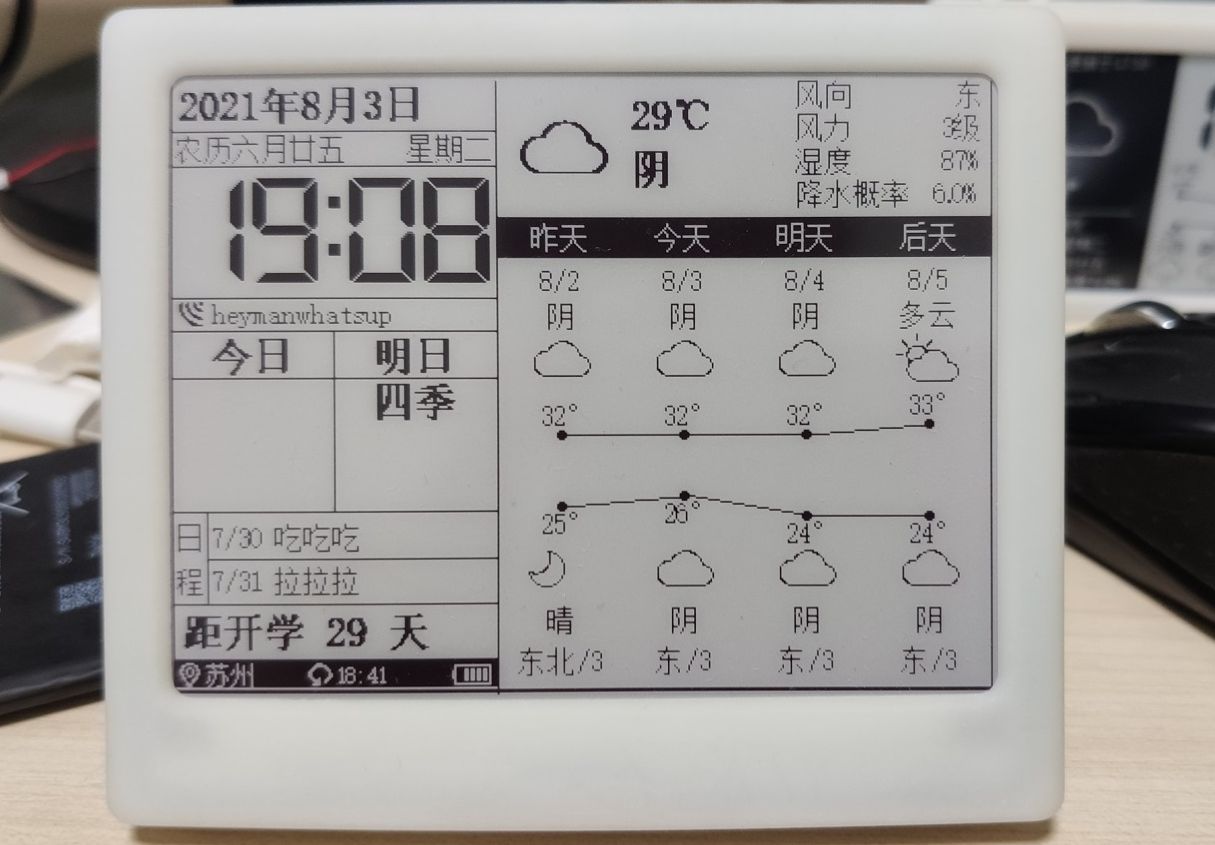 2021年8月3日
农历六月廿五 星期二
19:08
heymanwhatsup
今日 明日
四季
日程
7/30 吃吃吃
7/31 拉拉拉
距开学 29 天
苏州 18:41
29℃
阴
风向 东
风力 3级
湿度 87%
降水概率 6.0%
昨天 今天 明天 后天
8/2 8/3 8/4 8/5
阴 阴 阴 多云
32° 32° 32° 33°
25° 26° 24° 24°
晴 阴 阴 阴
东北/3 东/3 东/3 东/3